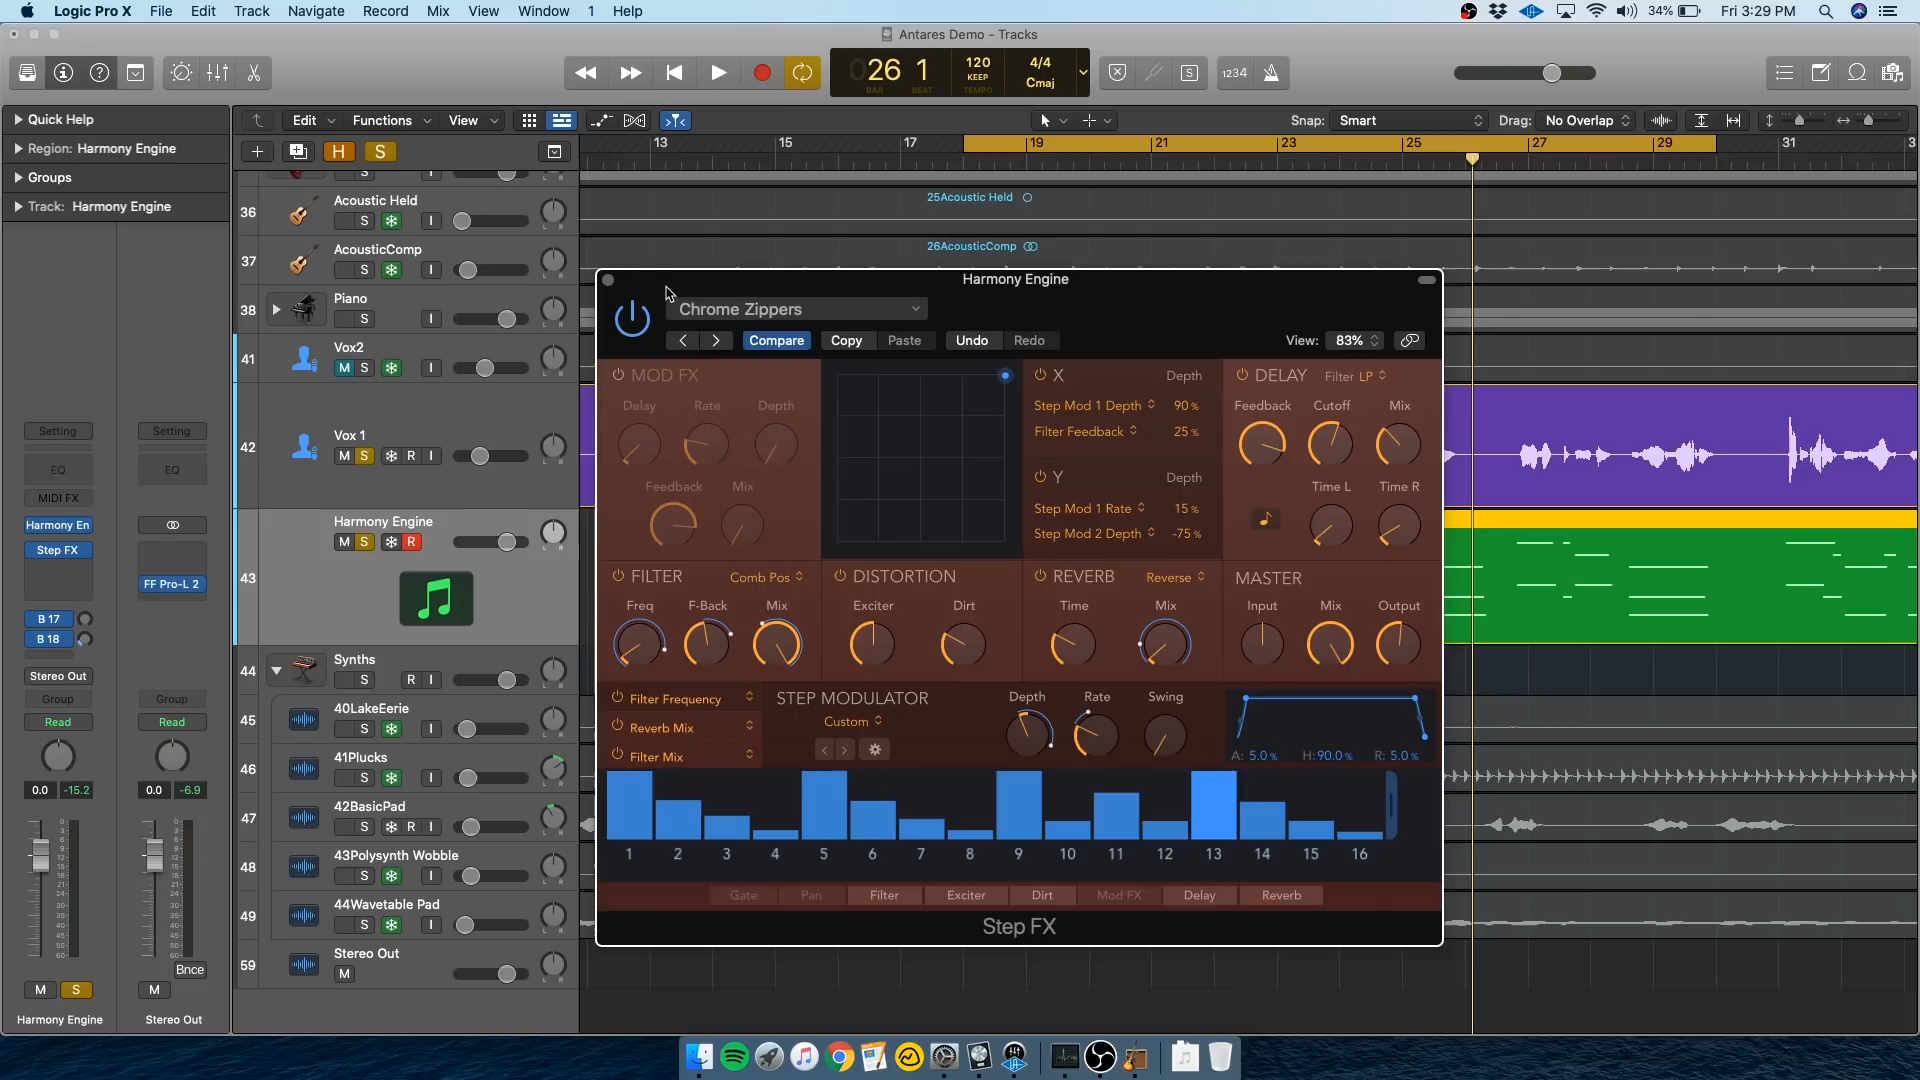 Logic Pro X File Edit Track Navigate Record Mix View Window 1 Help
34% Fri 3:29 PM
Antares Demo - Tracks
26 1
BAR BEAT
120
KEEP
TEMPO
4/4
Cmaj
S 1234
Quick Help
Region: Harmony Engine
Groups
Track: Harmony Engine
Edit Functions View
Snap: Smart Drag: No Overlap
H S
13 15 17 19 21 23 25 27 29 31 3
36 Acoustic Held
S I
25Acoustic Held
37 AcousticComp
S I
26AcousticComp
38 Piano
S I
41 Vox2
M S I
42 Vox 1
M S R I
43 Harmony Engine
M S R
44 Synths
S R I
45 40LakeEerie
S I
46 41Plucks
S I
47 42BasicPad
S R I
48 43Polysynth Wobble
S I
49 44Wavetable Pad
S I
59 Stereo Out
M
Setting Setting
EQ EQ
MIDI FX
Harmony En
Step FX
FF Pro-L 2
B 17
B 18
Stereo Out
Group Group
Read Read
0.0 -15.2 0.0 -6.9
Bnce
M S M
Harmony Engine Stereo Out
Harmony Engine
Chrome Zippers
Compare Copy Paste Undo Redo View: 83%
MOD FX
Delay Rate Depth
Feedback Mix
X Depth
Step Mod 1 Depth 90 %
Filter Feedback 25 %
Y Depth
Step Mod 1 Rate 15 %
Step Mod 2 Depth -75 %
DELAY Filter LP
Feedback Cutoff Mix
Time L Time R
FILTER Comb Pos
Freq F-Back Mix
DISTORTION
Exciter Dirt
REVERB Reverse
Time Mix
MASTER
Input Mix Output
Filter Frequency
Reverb Mix
Filter Mix
STEP MODULATOR
Custom
Depth Rate Swing
A: 5.0 % H:90.0 % R: 5.0 %
1 2 3 4 5 6 7 8 9 10 11 12 13 14 15 16
Gate Pan Filter Exciter Dirt Mod FX Delay Reverb
Step FX